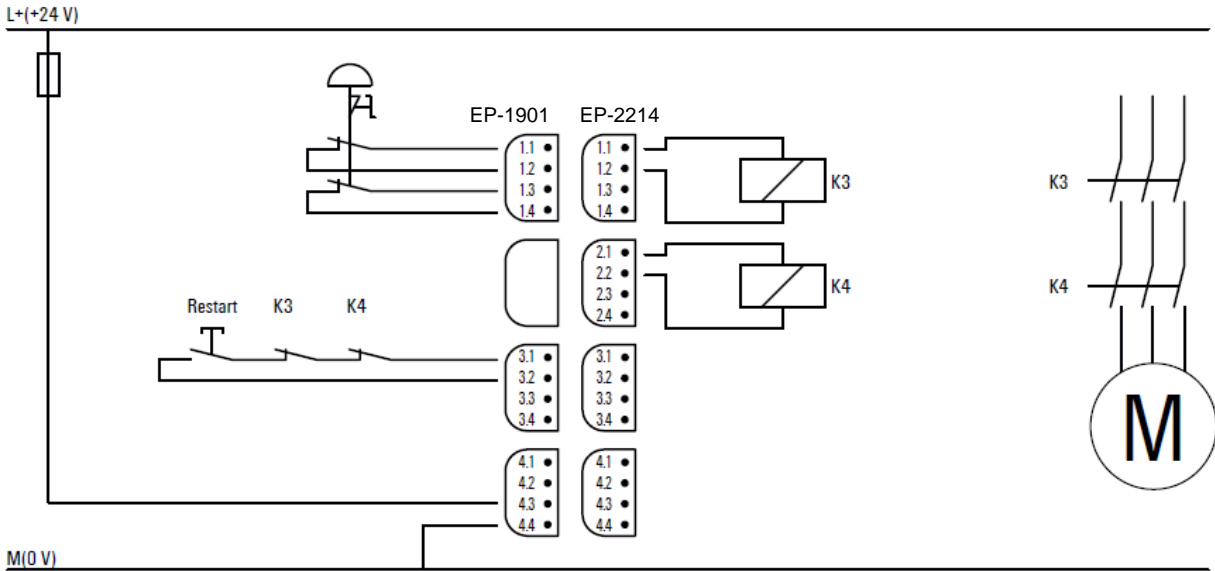 L+(+24 V)
EP-1901 EP-2214
1.1 1.1
1.2 1.2
1.3 1.3
1.4 1.4
K3
K3
2.1
2.2
2.3
2.4
K4
K4
Restart K3 K4
3.1 3.1
3.2 3.2
3.3 3.3
3.4 3.4
M
4.1 4.1
4.2 4.2
4.3 4.3
4.4 4.4
M(0 V)